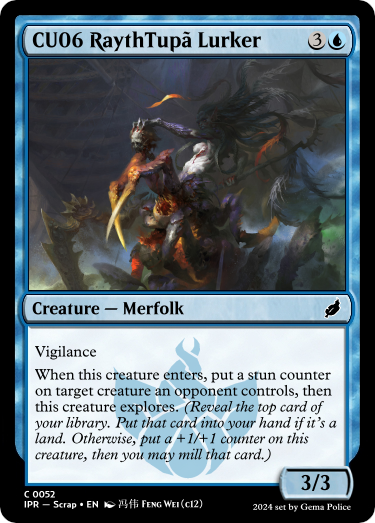 CU06 RaythTupã Lurker 3
Creature — Merfolk
Vigilance
When this creature enters, put a stun counter
on target creature an opponent controls, then
this creature explores. (Reveal the top card of
your library. Put that card into your hand if it's a
land. Otherwise, put a +1/+1 counter on this
creature, then you may mill that card.)
3/3
C 0052
IPR — Scrap • EN 冯伟 Feng Wei (c12)
2024 set by Gema Police